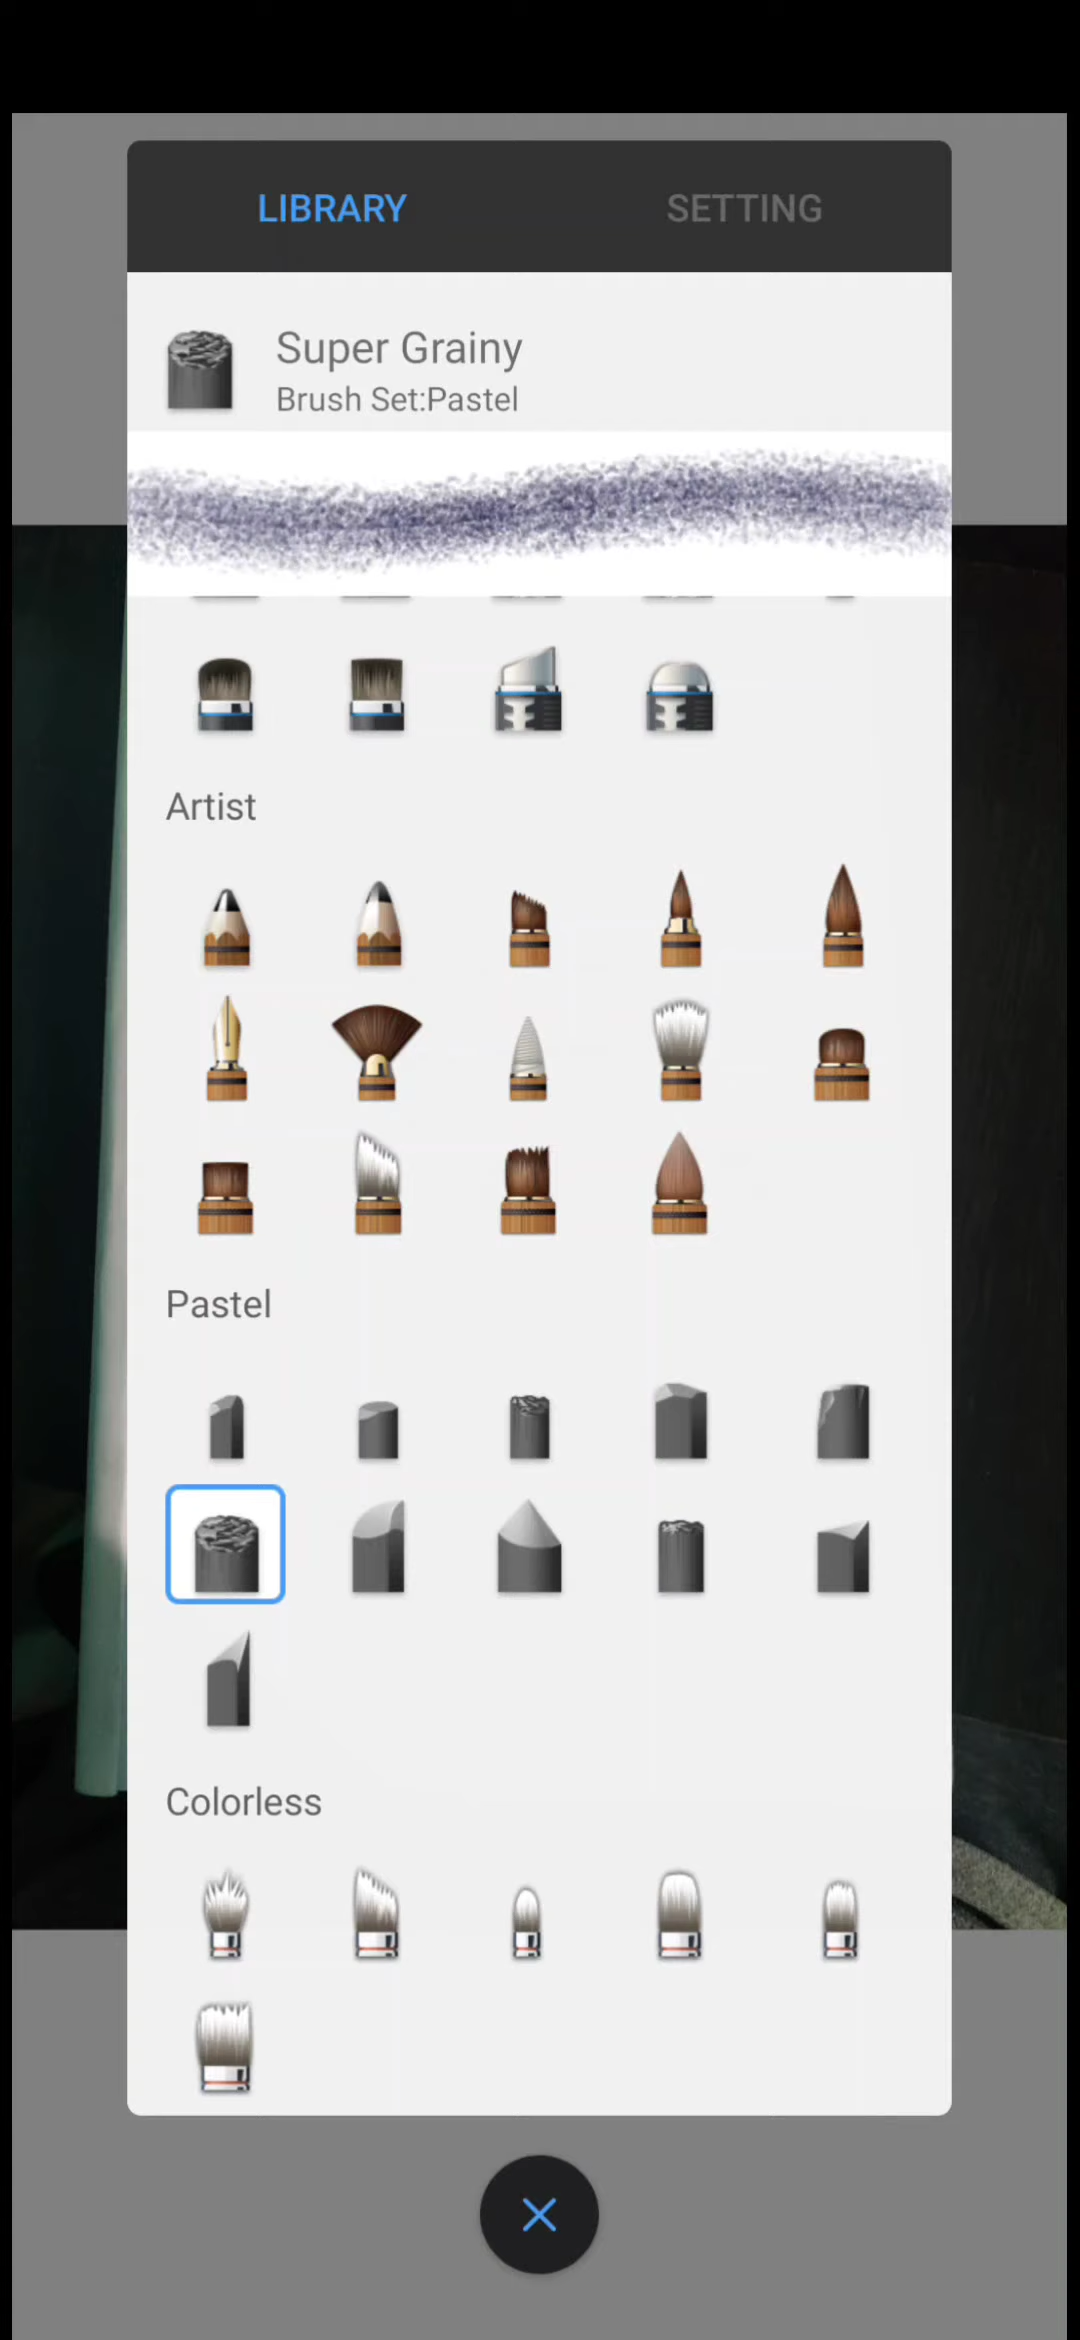 LIBRARY
SETTING
Super Grainy
Brush Set:Pastel
Artist
Pastel
Colorless